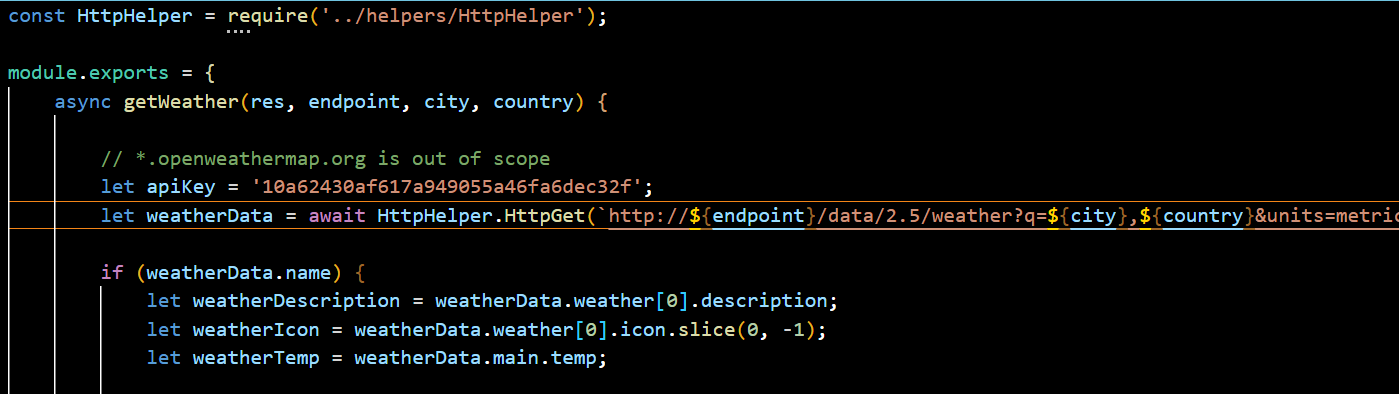 const HttpHelper = require('../helpers/HttpHelper');
module.exports = {
async getWeather(res, endpoint, city, country) {
// *.openweathermap.org is out of scope
let apiKey = '10a62430af617a949055a46fa6dec32f';
let weatherData = await HttpHelper.HttpGet(`http://${endpoint}/data/2.5/weather?q=${city},${country}&units=metric
if (weatherData.name) {
let weatherDescription = weatherData.weather[0].description;
let weatherIcon = weatherData.weather[0].icon.slice(0, -1);
let weatherTemp = weatherData.main.temp;